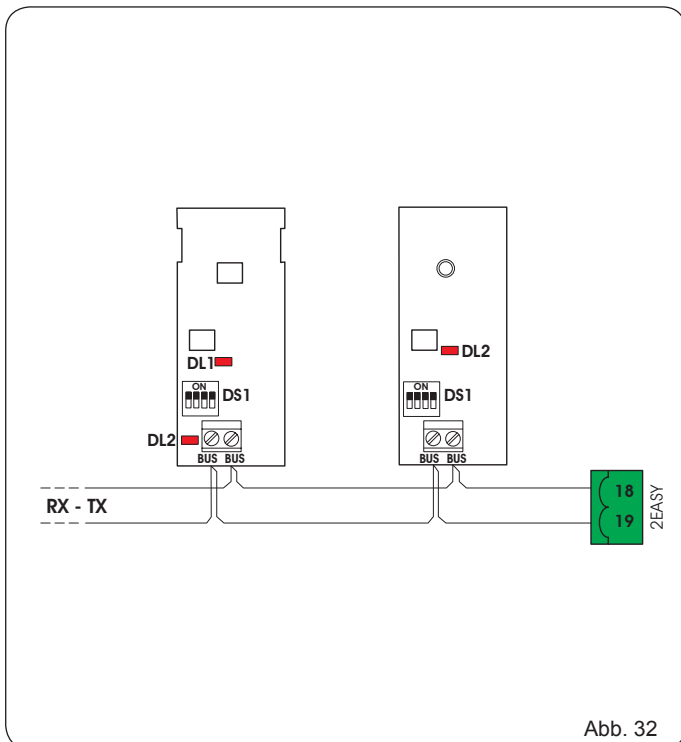 DL1
ON
DS1
DL2
BUS BUS
DL2
ON
DS1
BUS BUS
RX - TX
18
19
2EASY
Abb. 32